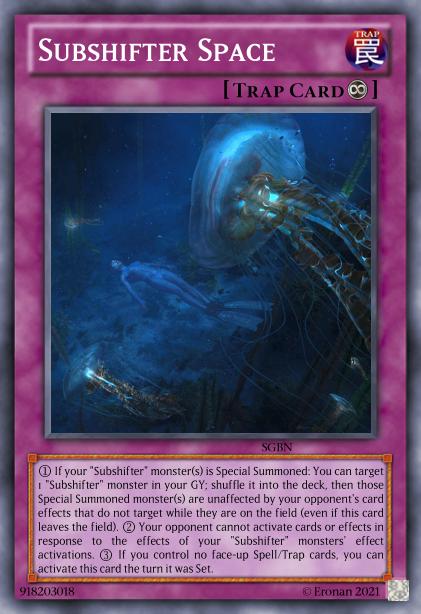 Subshifter Space
TRAP
罠
[Trap Card ]
SGBN
① If your "Subshifter" monster(s) is Special Summoned: You can target
1 "Subshifter" monster in your GY; shuffle it into the deck, then those
Special Summoned monster(s) are unaffected by your opponent's card
effects that do not target while they are on the field (even if this card
leaves the field). ② Your opponent cannot activate cards or effects in
response to the effects of your "Subshifter" monsters' effect
activations. ③ If you control no face-up Spell/Trap cards, you can
activate this card the turn it was Set.
918203018
© Eronan 2021